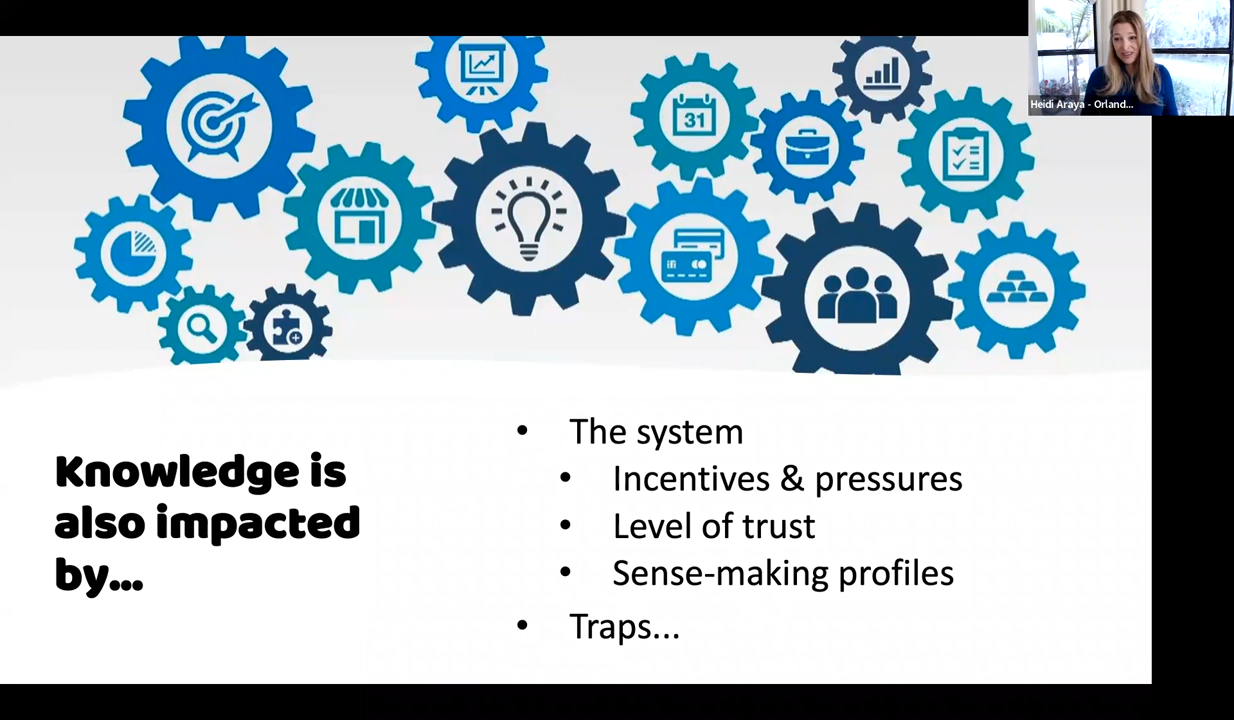 Heidi Araya - Orland...
31
Knowledge is
also impacted
by...
• The system
• Incentives & pressures
• Level of trust
• Sense-making profiles
• Traps...